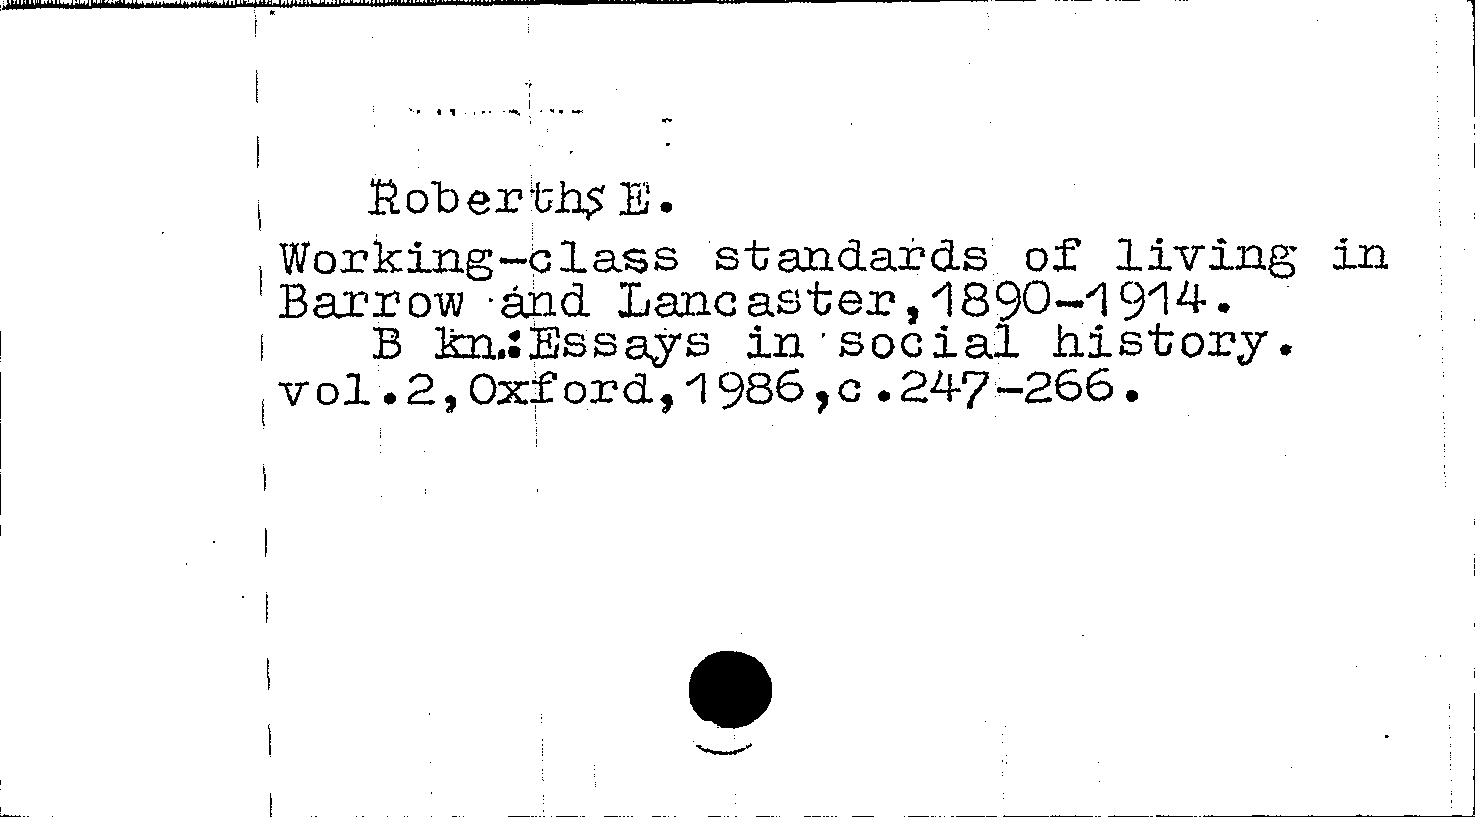 Roberths E.
Working-class standards of living in
Barrow and Lancaster,1890-1914.
В кн.:Essays in social history.
vol.2,Oxford,1986,c.247-266.